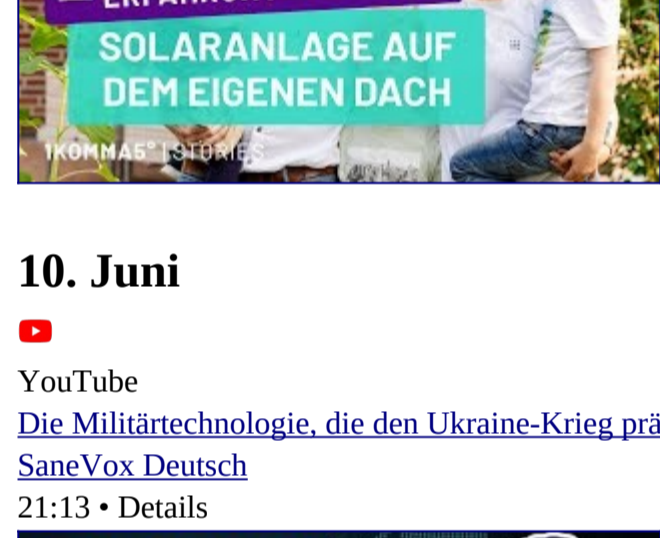 SOLARANLAGE AUF
DEM EIGENEN DACH
1KOMMA5° | STORIES
10. Juni
YouTube
Die Militärtechnologie, die den Ukraine-Krieg prä
SaneVox Deutsch
21:13 • Details